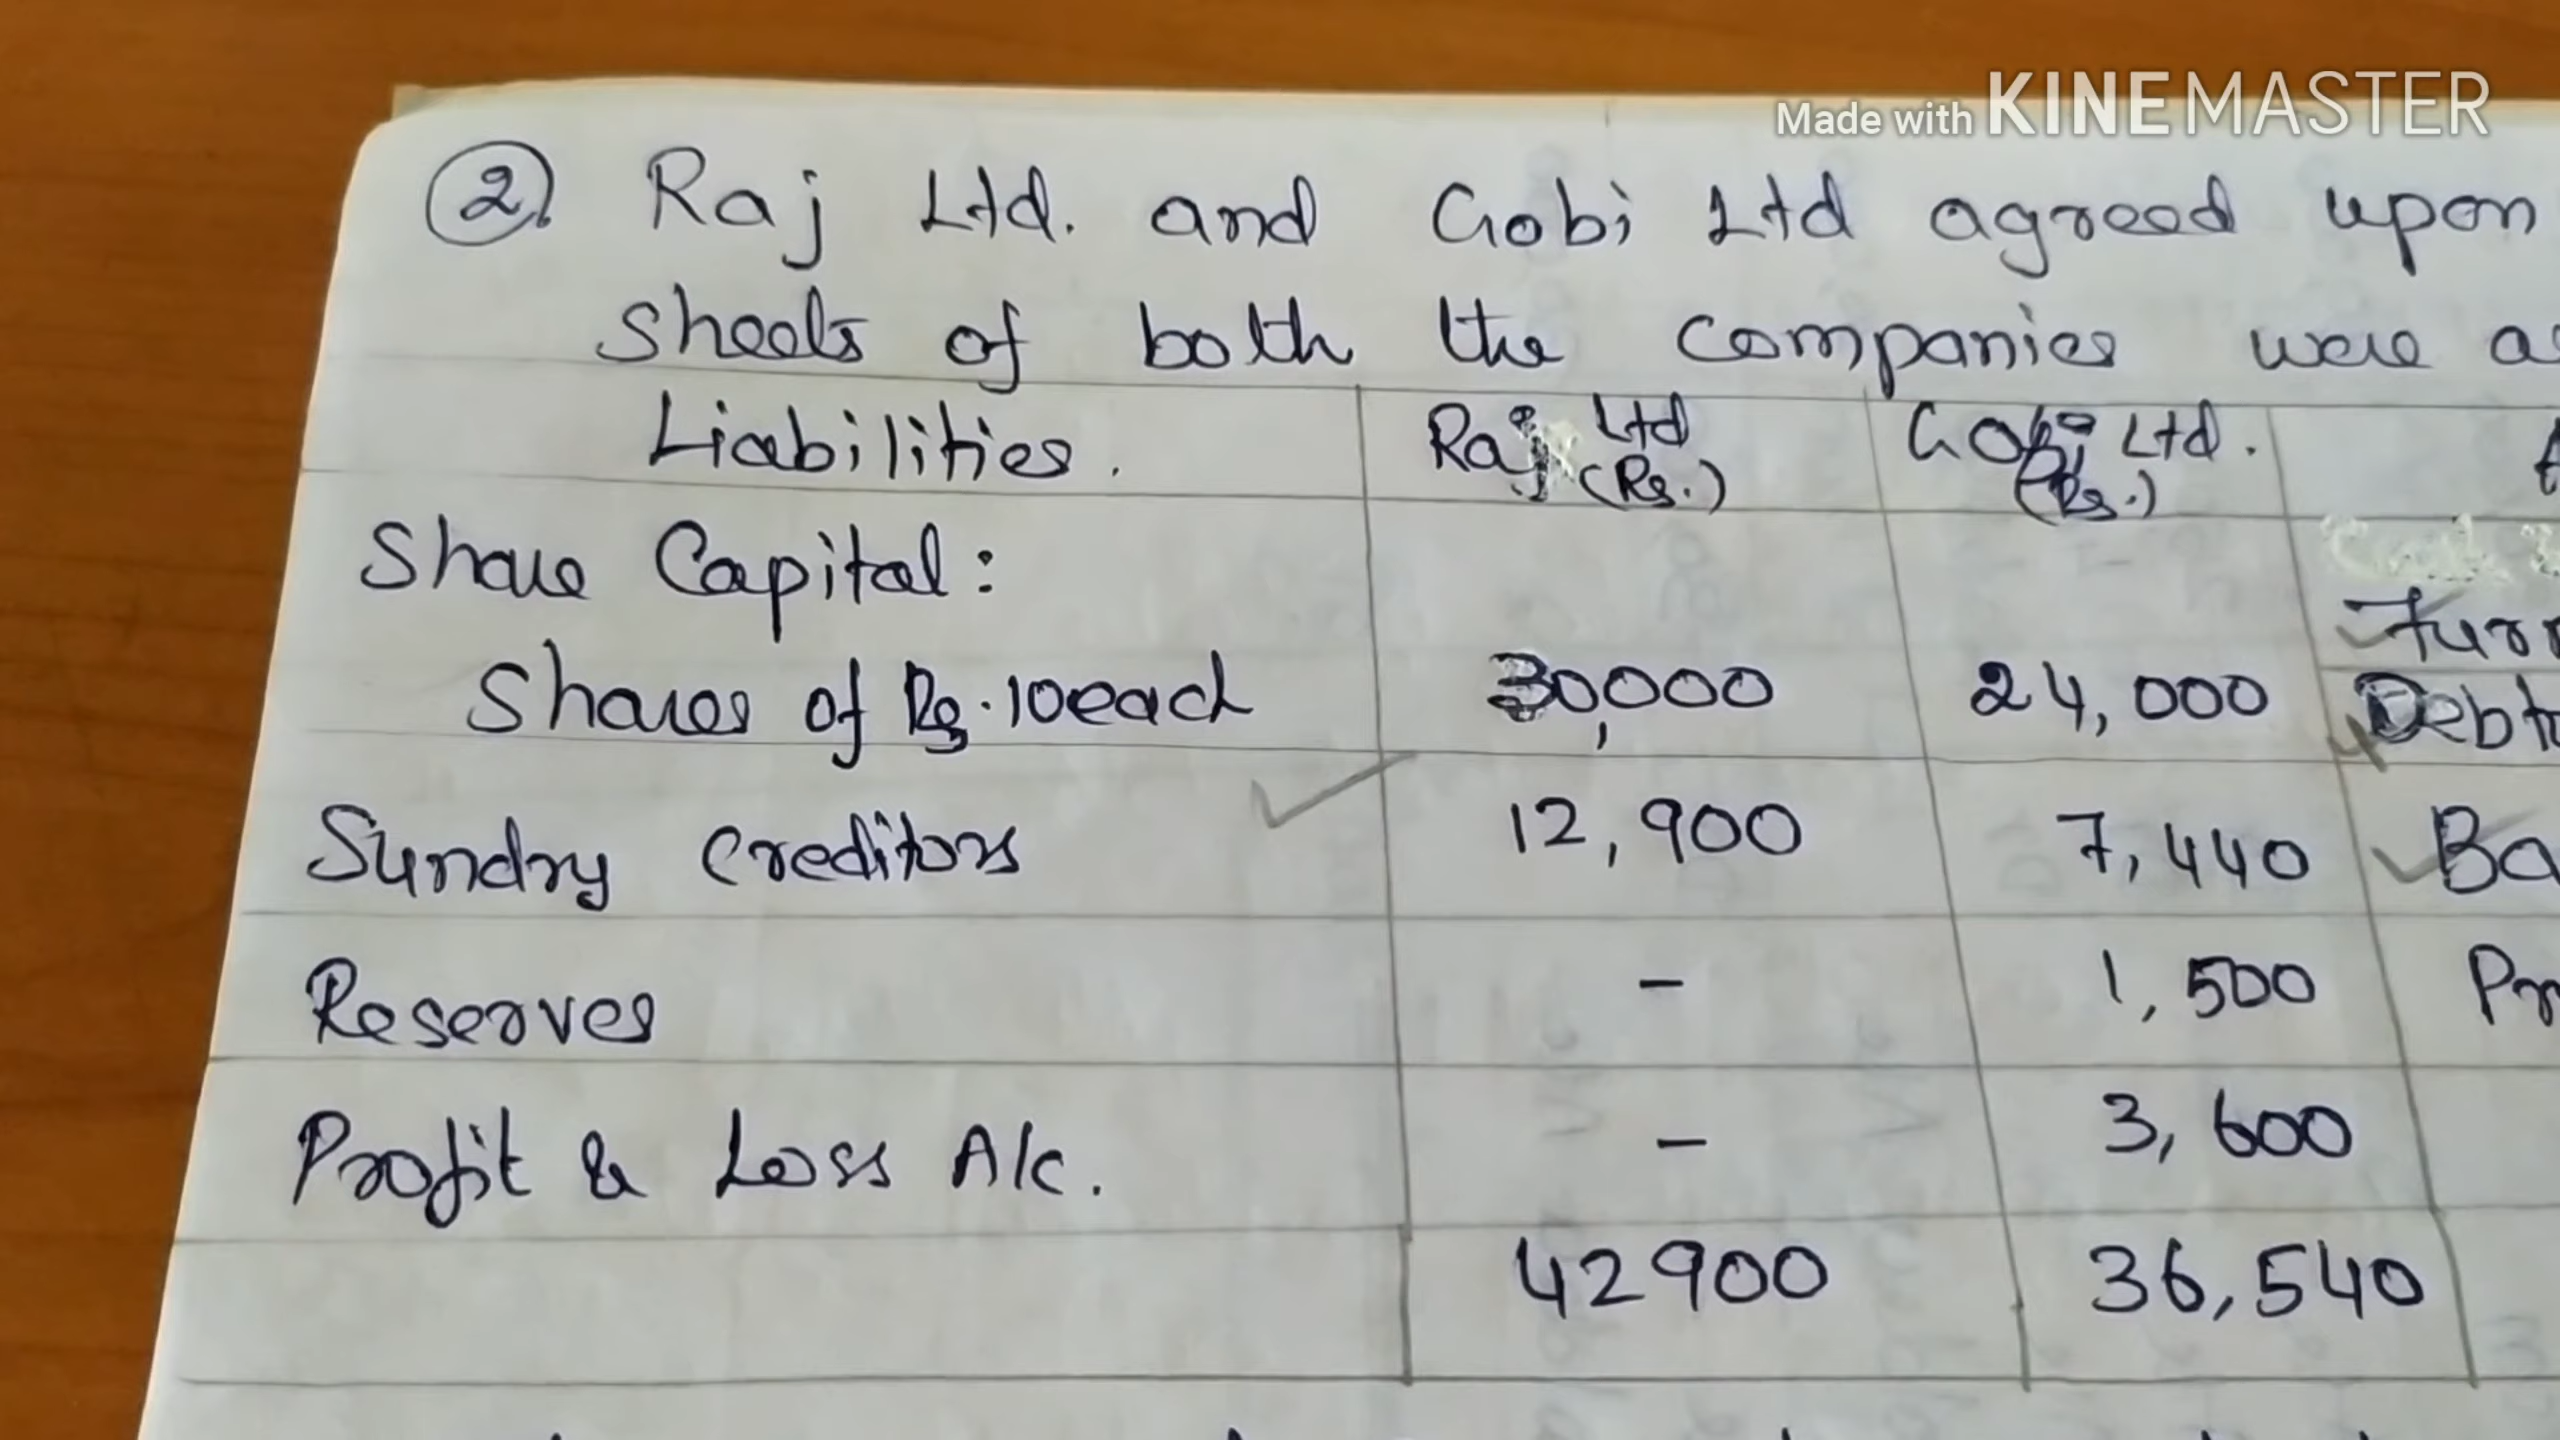 Made with KINEMASTER
2. Raj Ltd. and Gobi Ltd agreed upon
sheets of both the companies were
Liabilities. Raj Ltd (Rs.) Gobi Ltd. (Rs.)
Share Capital:
Shares of Rs.10 each 30,000 24,000
Sundry creditors 12,900 7,440
Reserves - 1,500
Profit & Loss A/c. - 3,600
42900 36,540